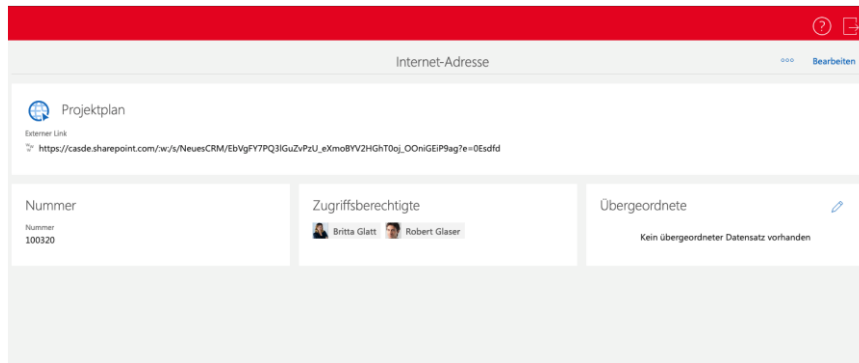 Internet-Adresse
Bearbeiten
Projektplan
Externer Link
https://casde.sharepoint.com/:w:/s/NeuesCRM/EbVgFY7PQ3lGuZvPzU_eXmoBYV2HGhT0oj_OOniGEiP9ag?e=0Esdfd
Nummer
Nummer
100320
Zugriffsberechtigte
Britta Glatt Robert Glaser
Übergeordnete
Kein übergeordneter Datensatz vorhanden